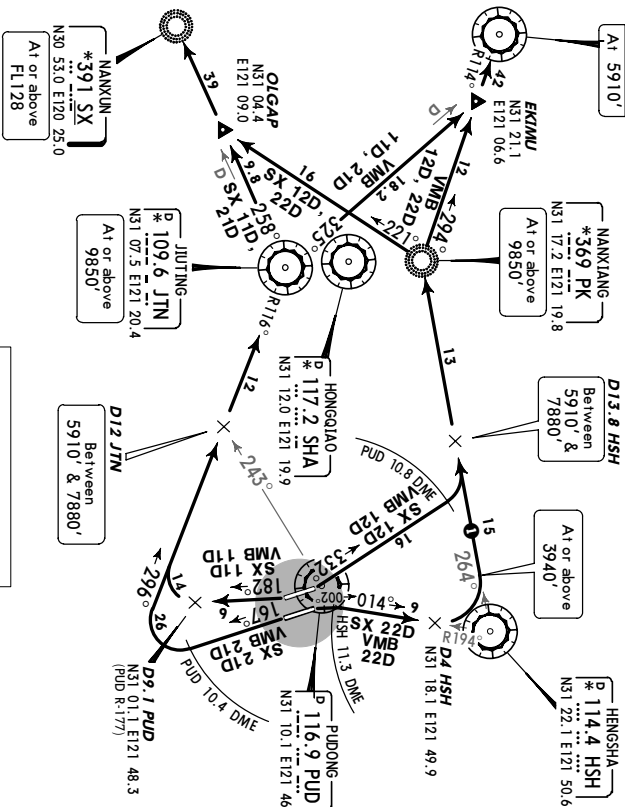 At 5910'
R114°
42
EKIMU
N31 21.1
E121 06.6
D
VMB
11D, 21D
18.2
12
VMB
12D, 22D
294°
NANXIANG
*369 PK
N31 17.2 E121 19.8
At or above
9850'
221°
325°
16
SX 12D,
22D
9.8
D
SX 11D,
21D
258°
OLGAP
N31 04.4
E121 09.0
39
NANXUN
*391 SX
N30 53.0 E120 25.0
At or above
FL128
JIUTING
D
* 109.6 JTN
N31 07.5 E121 20.4
At or above
9850'
R116°
12
HONGQIAO
D
* 117.2 SHA
N31 12.0 E121 19.9
13
D13.8 HSH
Between
5910' &
7880'
D12 JTN
Between
5910' & 7880'
243°
PUD 10.8 DME
SX 12D
VMB 12D
16
332°
15
1
264°
At or above
3940'
R194°
HENGSHA
D
* 114.4 HSH
N31 22.1 E121 50.6
002°
014°
6
SX 22D
VMB
22D
D4 HSH
N31 18.1 E121 49.9
HSH 11.3 DME
SX 11D
VMB 11D
182°
6
167°
SX 21D
VMB 21D
14
296°
26
PUD 10.4 DME
D9.1 PUD
N31 01.1 E121 48.3
(PUD R-177)
PUDONG
D
116.9 PUD
N31 10.1 E121 46